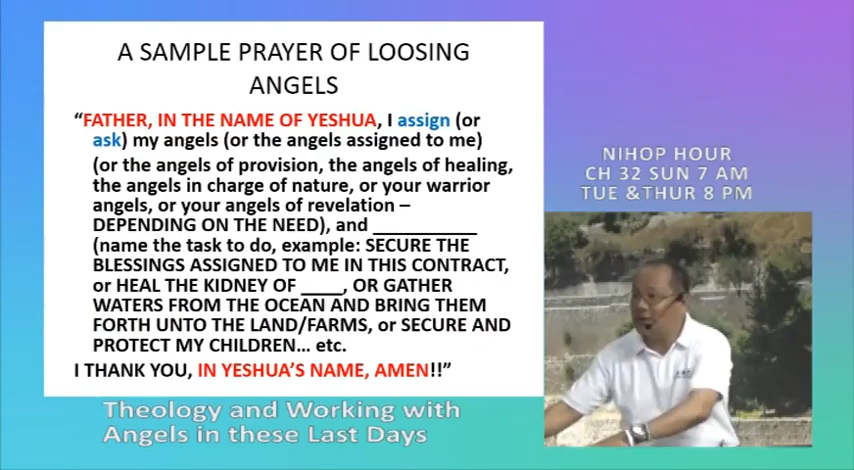 A SAMPLE PRAYER OF LOOSING
ANGELS
“FATHER, IN THE NAME OF YESHUA, I assign (or
ask) my angels (or the angels assigned to me)
(or the angels of provision, the angels of healing,
the angels in charge of nature, or your warrior
angels, or your angels of revelation –
DEPENDING ON THE NEED), and __________
(name the task to do, example: SECURE THE
BLESSINGS ASSIGNED TO ME IN THIS CONTRACT,
or HEAL THE KIDNEY OF ____, OR GATHER
WATERS FROM THE OCEAN AND BRING THEM
FORTH UNTO THE LAND/FARMS, or SECURE AND
PROTECT MY CHILDREN… etc.
I THANK YOU, IN YESHUA’S NAME, AMEN!!”
NIHOP HOUR
CH 32 SUN 7 AM
TUE &THUR 8 PM
Theology and Working with
Angels in these Last Days